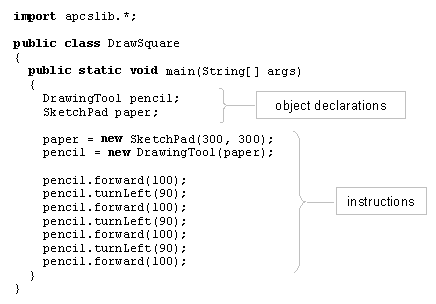 import apcslib.*;
public class DrawSquare
{
public static void main(String[] args)
{
DrawingTool pencil;
SketchPad paper;
object declarations
paper = new SketchPad(300, 300);
pencil = new DrawingTool(paper);
pencil.forward(100);
pencil.turnLeft(90);
pencil.forward(100);
pencil.turnLeft(90);
pencil.forward(100);
pencil.turnLeft(90);
pencil.forward(100);
instructions
}
}